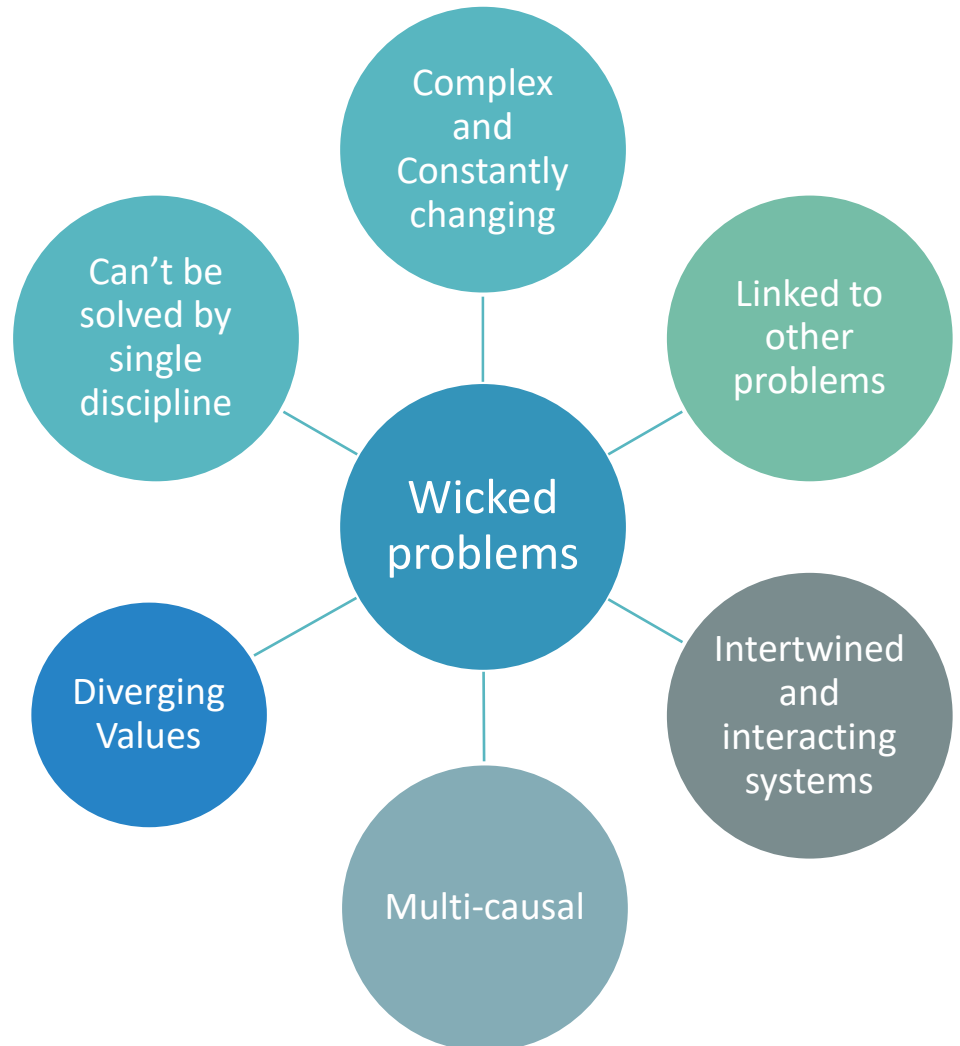 Complex
and
Constantly
changing
Can’t be
solved by
single
discipline
Linked to
other
problems
Wicked
problems
Diverging
Values
Intertwined
and
interacting
systems
Multi-causal